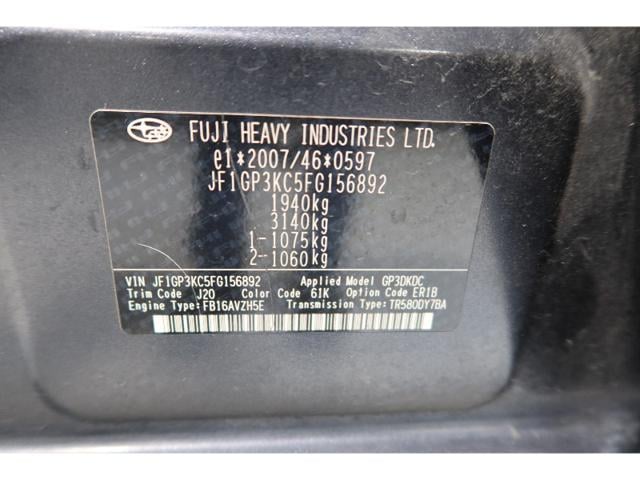 FUJI HEAVY INDUSTRIES LTD.
e1*2007/46*0597
JF1GP3KC5FG156892
1940kg
3140kg
1-1075kg
2-1060kg
VIN JF1GP3KC5FG156892 Applied Model GP3DKDC
Trim Code J20 Color Code 61K Option Code ER1B
Engine Type:FB16AVZH5E Transmission Type:TR580DY7BA